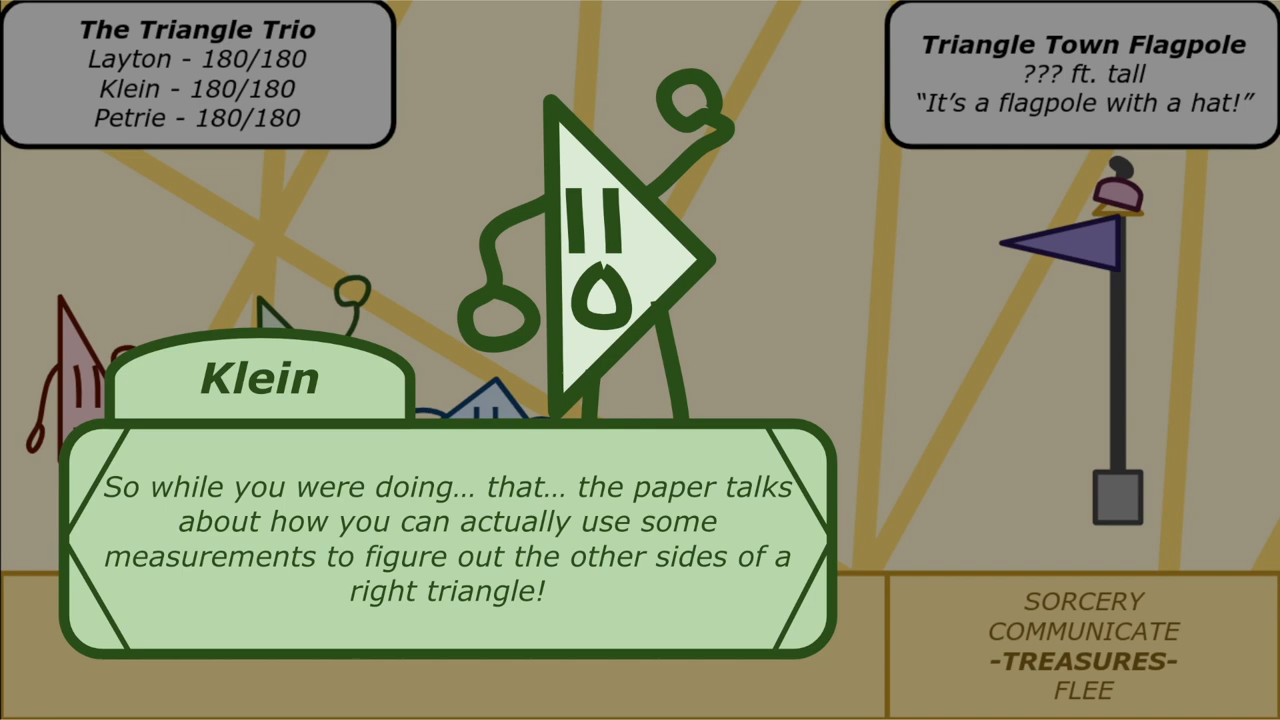 The Triangle Trio
Layton - 180/180
Klein - 180/180
Petrie - 180/180
Triangle Town Flagpole
??? ft. tall
“It’s a flagpole with a hat!”
Klein
So while you were doing… that… the paper talks
about how you can actually use some
measurements to figure out the other sides of a
right triangle!
SORCERY
COMMUNICATE
-TREASURES-
FLEE